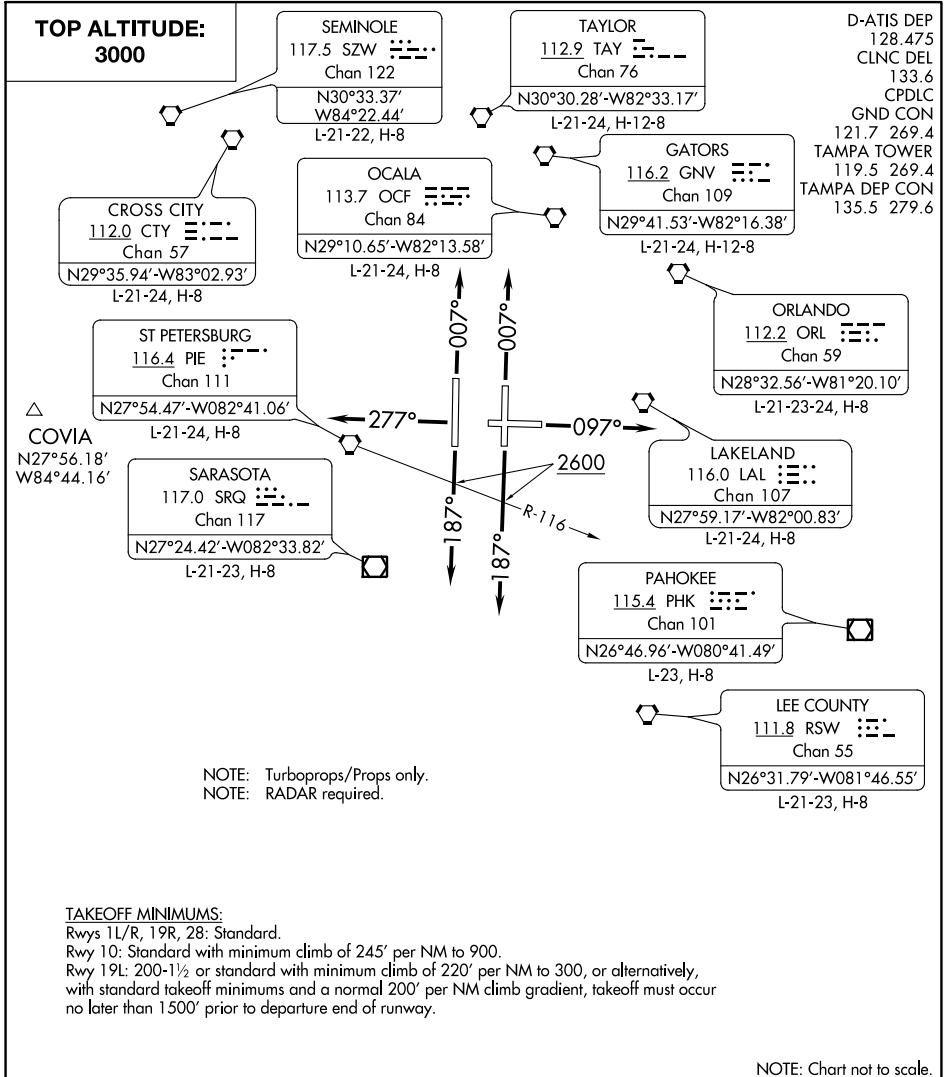 TOP ALTITUDE:
3000
SEMINOLE
117.5 SZW
Chan 122
N30°33.37'
W84°22.44'
L-21-22, H-8
TAYLOR
112.9 TAY
Chan 76
N30°30.28'-W82°33.17'
L-21-24, H-12-8
D-ATIS DEP
128.475
CLNC DEL
133.6
CPDLC
GND CON
121.7 269.4
TAMPA TOWER
119.5 269.4
TAMPA DEP CON
135.5 279.6
CROSS CITY
112.0 CTY
Chan 57
N29°35.94'-W83°02.93'
L-21-24, H-8
OCALA
113.7 OCF
Chan 84
N29°10.65'-W82°13.58'
L-21-24, H-8
GATORS
116.2 GNV
Chan 109
N29°41.53'-W82°16.38'
L-21-24, H-12-8
ORLANDO
112.2 ORL
Chan 59
N28°32.56'-W81°20.10'
L-21-23-24, H-8
ST PETERSBURG
116.4 PIE
Chan 111
N27°54.47'-W082°41.06'
L-21-24, H-8
007°
007°
277°
097°
2600
R-116
187°
187°
COVIA
N27°56.18'
W84°44.16'
SARASOTA
117.0 SRQ
Chan 117
N27°24.42'-W082°33.82'
L-21-23, H-8
LAKELAND
116.0 LAL
Chan 107
N27°59.17'-W82°00.83'
L-21-24, H-8
PAHOKEE
115.4 PHK
Chan 101
N26°46.96'-W080°41.49'
L-23, H-8
LEE COUNTY
111.8 RSW
Chan 55
N26°31.79'-W081°46.55'
L-21-23, H-8
NOTE: Turboprops/Props only.
NOTE: RADAR required.
TAKEOFF MINIMUMS:
Rwys 1L/R, 19R, 28: Standard.
Rwy 10: Standard with minimum climb of 245' per NM to 900.
Rwy 19L: 200-1½ or standard with minimum climb of 220' per NM to 300, or alternatively,
with standard takeoff minimums and a normal 200' per NM climb gradient, takeoff must occur
no later than 1500' prior to departure end of runway.
NOTE: Chart not to scale.